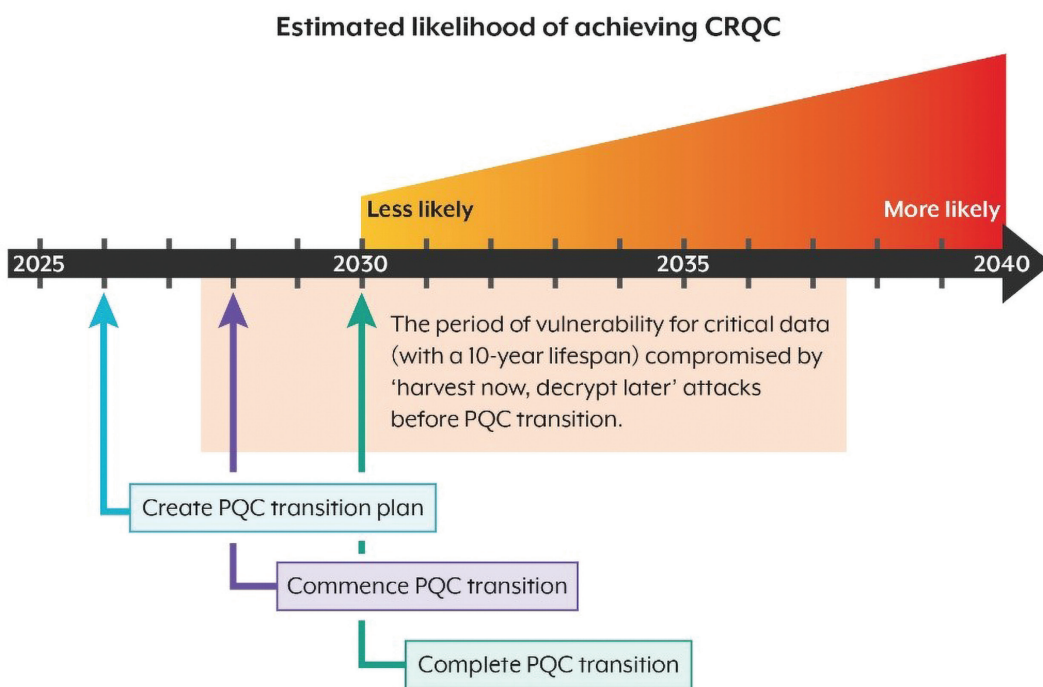 Estimated likelihood of achieving CRQC
Less likely
More likely
2025
2030
2035
2040
The period of vulnerability for critical data
(with a 10-year lifespan) compromised by
‘harvest now, decrypt later’ attacks
before PQC transition.
Create PQC transition plan
Commence PQC transition
Complete PQC transition